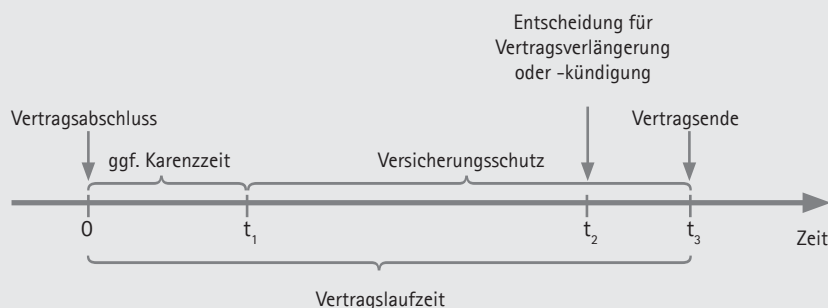 Entscheidung für
Vertragsverlängerung
oder -kündigung
Vertragsabschluss
Vertragsende
ggf. Karenzzeit
Versicherungsschutz
0
t₁
t₂
t₃
Zeit
Vertragslaufzeit